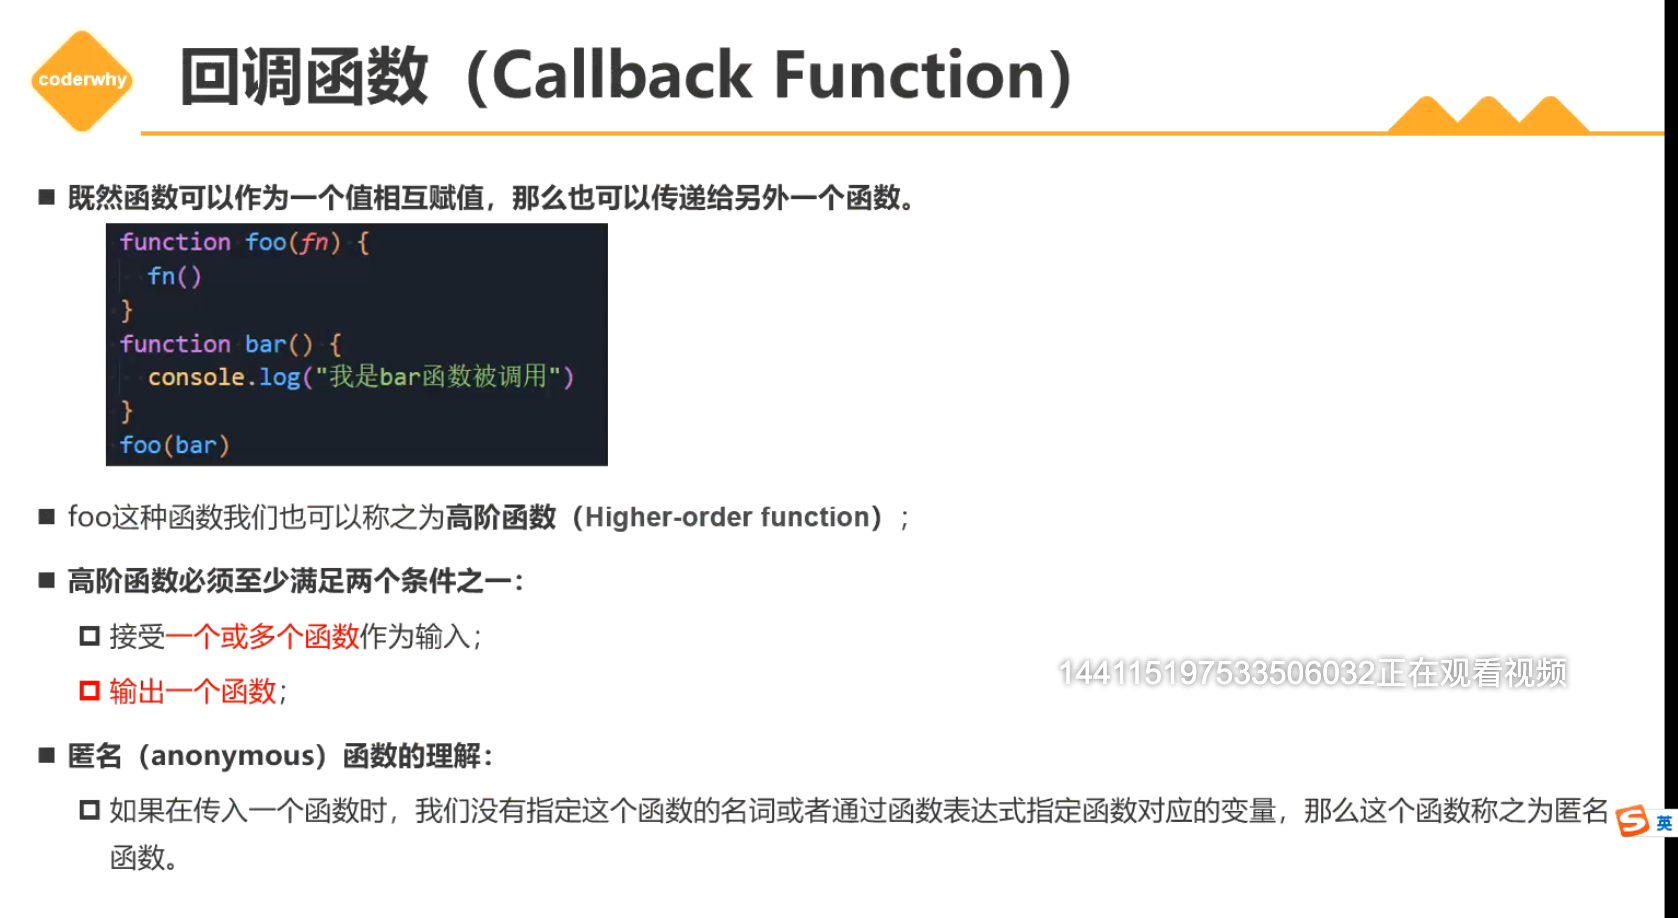 coderwhy
回调函数（Callback Function）
既然函数可以作为一个值相互赋值，那么也可以传递给另外一个函数。
function foo(fn) {
fn()
}
function bar() {
console.log("我是bar函数被调用")
}
foo(bar)
foo这种函数我们也可以称之为高阶函数（Higher-order function）；
高阶函数必须至少满足两个条件之一：
接受一个或多个函数作为输入；
输出一个函数；
144115197533506032正在观看视频
匿名（anonymous）函数的理解：
如果在传入一个函数时，我们没有指定这个函数的名词或者通过函数表达式指定函数对应的变量，那么这个函数称之为匿名
函数。
S 英